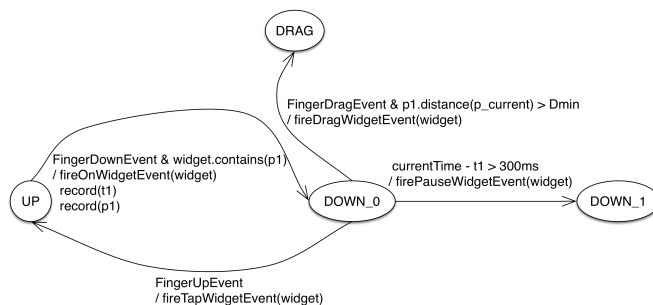 DRAG
FingerDragEvent & p1.distance(p_current) > Dmin
/ fireDragWidgetEvent(widget)
FingerDownEvent & widget.contains(p1)
/ fireOnWidgetEvent(widget)
record(t1)
record(p1)
currentTime - t1 > 300ms
/ firePauseWidgetEvent(widget)
UP
DOWN_0
DOWN_1
FingerUpEvent
/ fireTapWidgetEvent(widget)